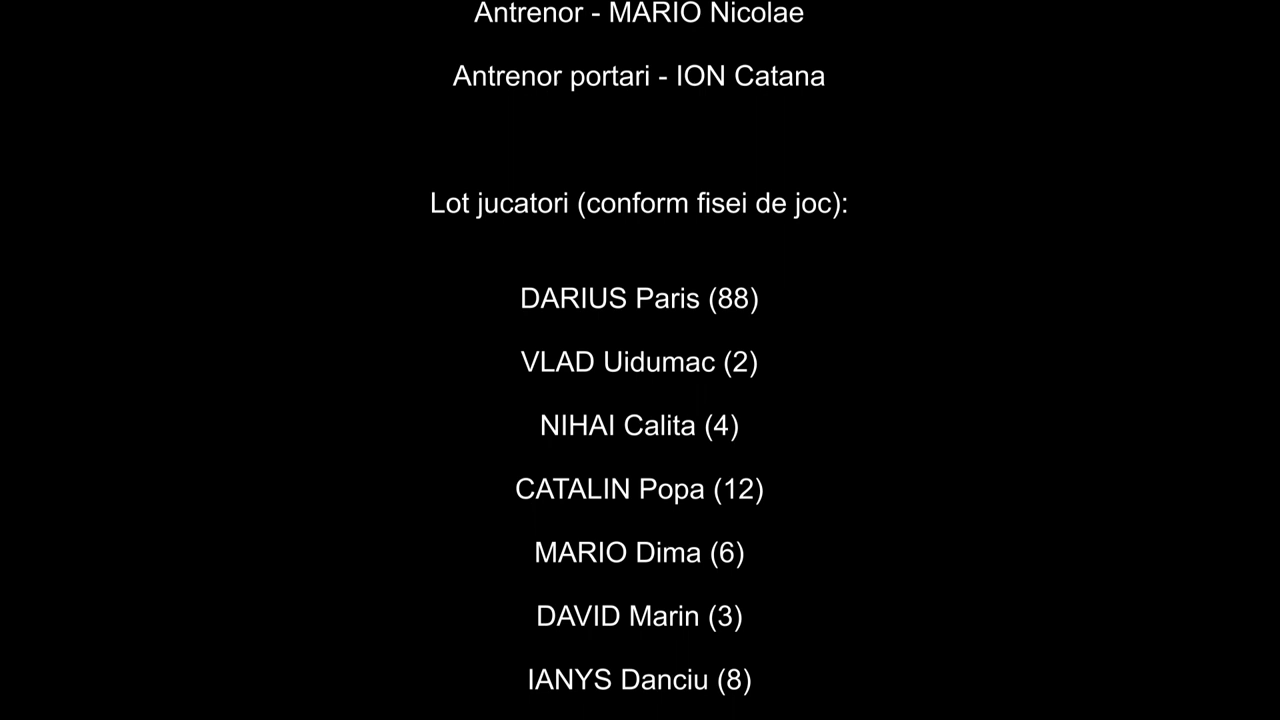 Antrenor - MARIO Nicolae
Antrenor portari - ION Catana
Lot jucatori (conform fisei de joc):
DARIUS Paris (88)
VLAD Uidumac (2)
NIHAI Calita (4)
CATALIN Popa (12)
MARIO Dima (6)
DAVID Marin (3)
IANYS Danciu (8)